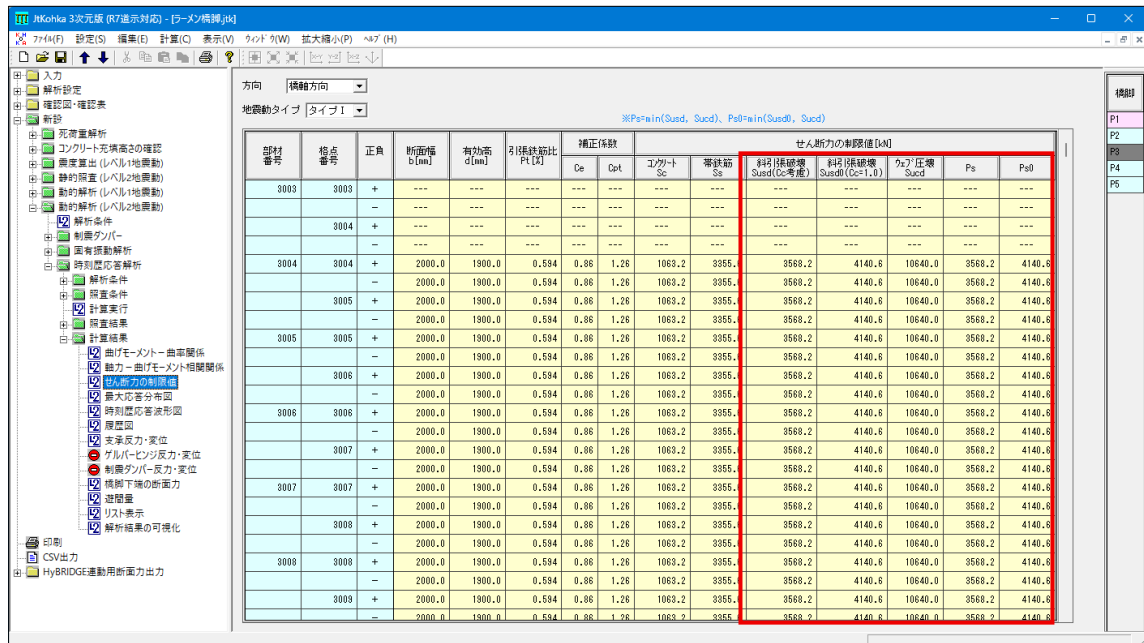 JtKohka 3次元版 (R7道示対応) - [ラーメン橋脚.jtk]
ファイル(F) 設定(S) 編集(E) 計算(C) 表示(V) ウィンドウ(W) 拡大縮小(P) ヘルプ(H)
入力
解析設定
確認図・確認表
新設
死荷重解析
コンクリート充填高さの確認
震度算出 (レベル1地震動)
静的照査 (レベル2地震動)
動的解析 (レベル1地震動)
動的解析 (レベル2地震動)
解析条件
制震ダンパー
固有振動解析
時刻歴応答解析
解析条件
照査条件
計算実行
照査結果
計算結果
曲げモーメント－曲率関係
軸力－曲げモーメント相関関係
せん断力の制限値
最大応答分布図
時刻歴応答波形図
履歴図
支承反力・変位
ゲルバーヒンジ反力・変位
制震ダンパー反力・変位
橋脚下端の断面力
遊間量
リスト表示
解析結果の可視化
印刷
CSV出力
HyBRIDGE連動用断面力出力
方向 橋軸方向
地震動タイプ タイプⅠ
※Ps=min(Susd, Sucd)、Ps0=min(Susd0, Sucd)
部材番号 格点番号 正負 断面幅 b[mm] 有効高 d[mm] 引張鉄筋比 Pt[%] 補正係数 せん断力の制限値[kN]
Ce Cpt コンクリート Sc 帯鉄筋 Ss 斜引張破壊 Susd(Cc考慮) 斜引張破壊 Susd0(Cc=1.0) ウェブ圧壊 Sucd Ps Ps0
3003 3003 + --- --- --- --- --- --- --- --- --- --- --- ---
− --- --- --- --- --- --- --- --- --- --- --- ---
3004 + --- --- --- --- --- --- --- --- --- --- --- ---
− --- --- --- --- --- --- --- --- --- --- --- ---
3004 3004 + 2000.0 1900.0 0.594 0.86 1.26 1063.2 3355. 3568.2 4140.6 10640.0 3568.2 4140.6
− 2000.0 1900.0 0.594 0.86 1.26 1063.2 3355. 3568.2 4140.6 10640.0 3568.2 4140.6
3005 + 2000.0 1900.0 0.594 0.86 1.26 1063.2 3355. 3568.2 4140.6 10640.0 3568.2 4140.6
− 2000.0 1900.0 0.594 0.86 1.26 1063.2 3355. 3568.2 4140.6 10640.0 3568.2 4140.6
3005 3005 + 2000.0 1900.0 0.594 0.86 1.26 1063.2 3355. 3568.2 4140.6 10640.0 3568.2 4140.6
− 2000.0 1900.0 0.594 0.86 1.26 1063.2 3355. 3568.2 4140.6 10640.0 3568.2 4140.6
3006 + 2000.0 1900.0 0.594 0.86 1.26 1063.2 3355. 3568.2 4140.6 10640.0 3568.2 4140.6
− 2000.0 1900.0 0.594 0.86 1.26 1063.2 3355. 3568.2 4140.6 10640.0 3568.2 4140.6
3006 3006 + 2000.0 1900.0 0.594 0.86 1.26 1063.2 3355. 3568.2 4140.6 10640.0 3568.2 4140.6
− 2000.0 1900.0 0.594 0.86 1.26 1063.2 3355. 3568.2 4140.6 10640.0 3568.2 4140.6
3007 + 2000.0 1900.0 0.594 0.86 1.26 1063.2 3355. 3568.2 4140.6 10640.0 3568.2 4140.6
− 2000.0 1900.0 0.594 0.86 1.26 1063.2 3355. 3568.2 4140.6 10640.0 3568.2 4140.6
3007 3007 + 2000.0 1900.0 0.594 0.86 1.26 1063.2 3355. 3568.2 4140.6 10640.0 3568.2 4140.6
− 2000.0 1900.0 0.594 0.86 1.26 1063.2 3355. 3568.2 4140.6 10640.0 3568.2 4140.6
3008 + 2000.0 1900.0 0.594 0.86 1.26 1063.2 3355. 3568.2 4140.6 10640.0 3568.2 4140.6
− 2000.0 1900.0 0.594 0.86 1.26 1063.2 3355. 3568.2 4140.6 10640.0 3568.2 4140.6
3008 3008 + 2000.0 1900.0 0.594 0.86 1.26 1063.2 3355. 3568.2 4140.6 10640.0 3568.2 4140.6
− 2000.0 1900.0 0.594 0.86 1.26 1063.2 3355. 3568.2 4140.6 10640.0 3568.2 4140.6
3009 + 2000.0 1900.0 0.594 0.86 1.26 1063.2 3355. 3568.2 4140.6 10640.0 3568.2 4140.6
− 2000.0 1900.0 0.594 0.86 1.26 1063.2 3355. 3568.2 4140.6 10640.0 3568.2 4140.6
橋脚
P1
P2
P3
P4
P5